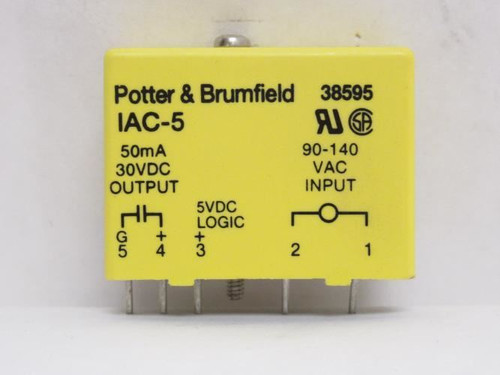 Potter & Brumfield 38595
IAC-5
50mA
30VDC
OUTPUT
90-140
VAC
INPUT
5VDC
LOGIC
G + +
5 4 3 2 1